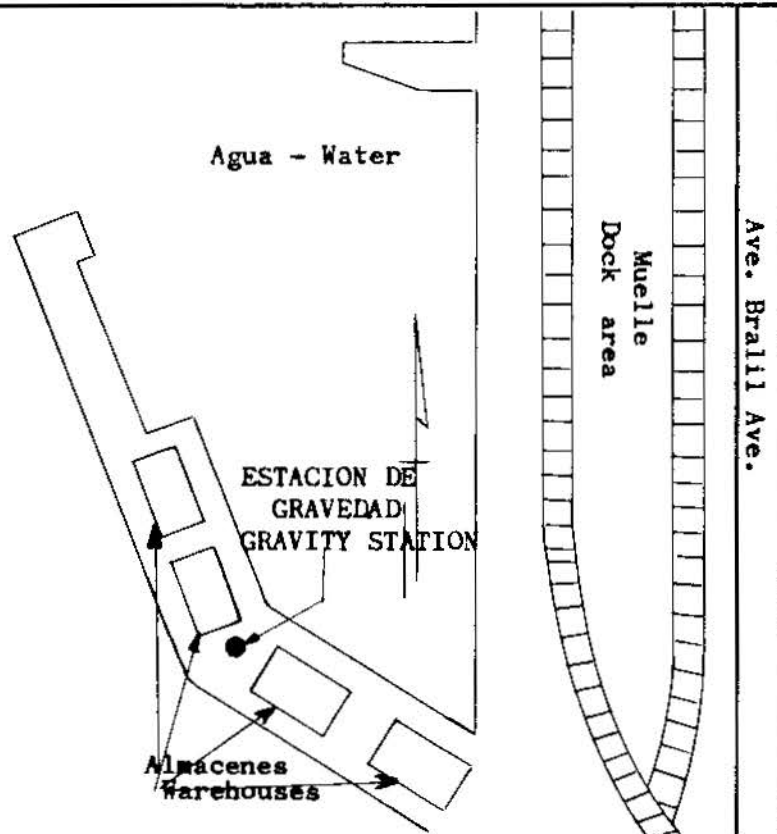 Agua - Water
Muelle
Dock area
Ave. Bralil Ave.
ESTACION DE
GRAVEDAD
GRAVITY STATION
Almacenes
Warehouses